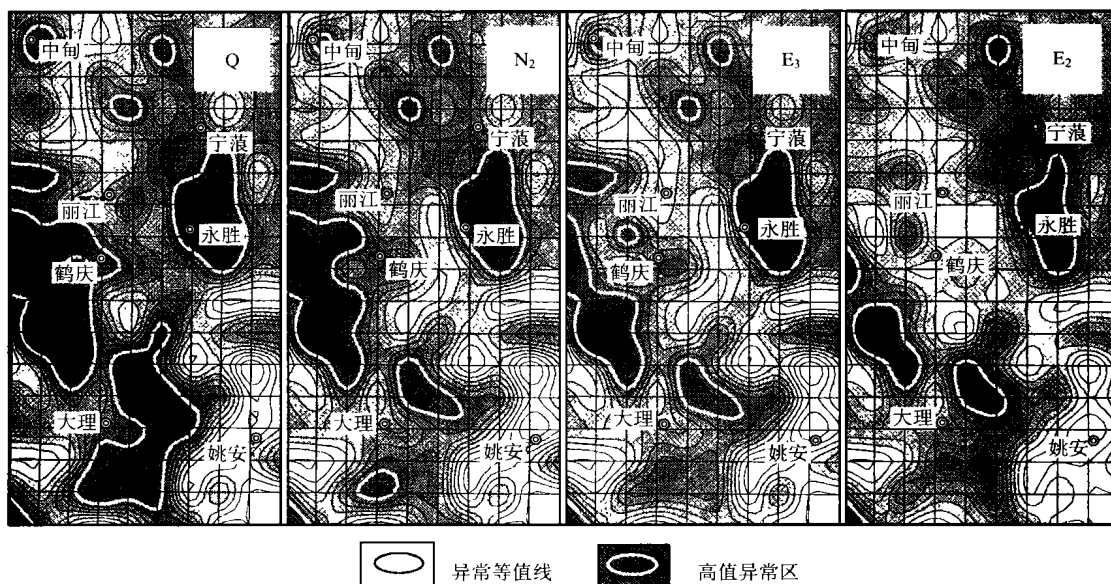 中甸
Q
宁蒗
丽江
永胜
鹤庆
大理
姚安
中甸
N₂
宁蒗
丽江
永胜
鹤庆
大理
姚安
中甸
E₃
宁蒗
丽江
永胜
鹤庆
大理
姚安
中甸
E₂
宁蒗
丽江
永胜
鹤庆
大理
姚安
异常等值线
高值异常区